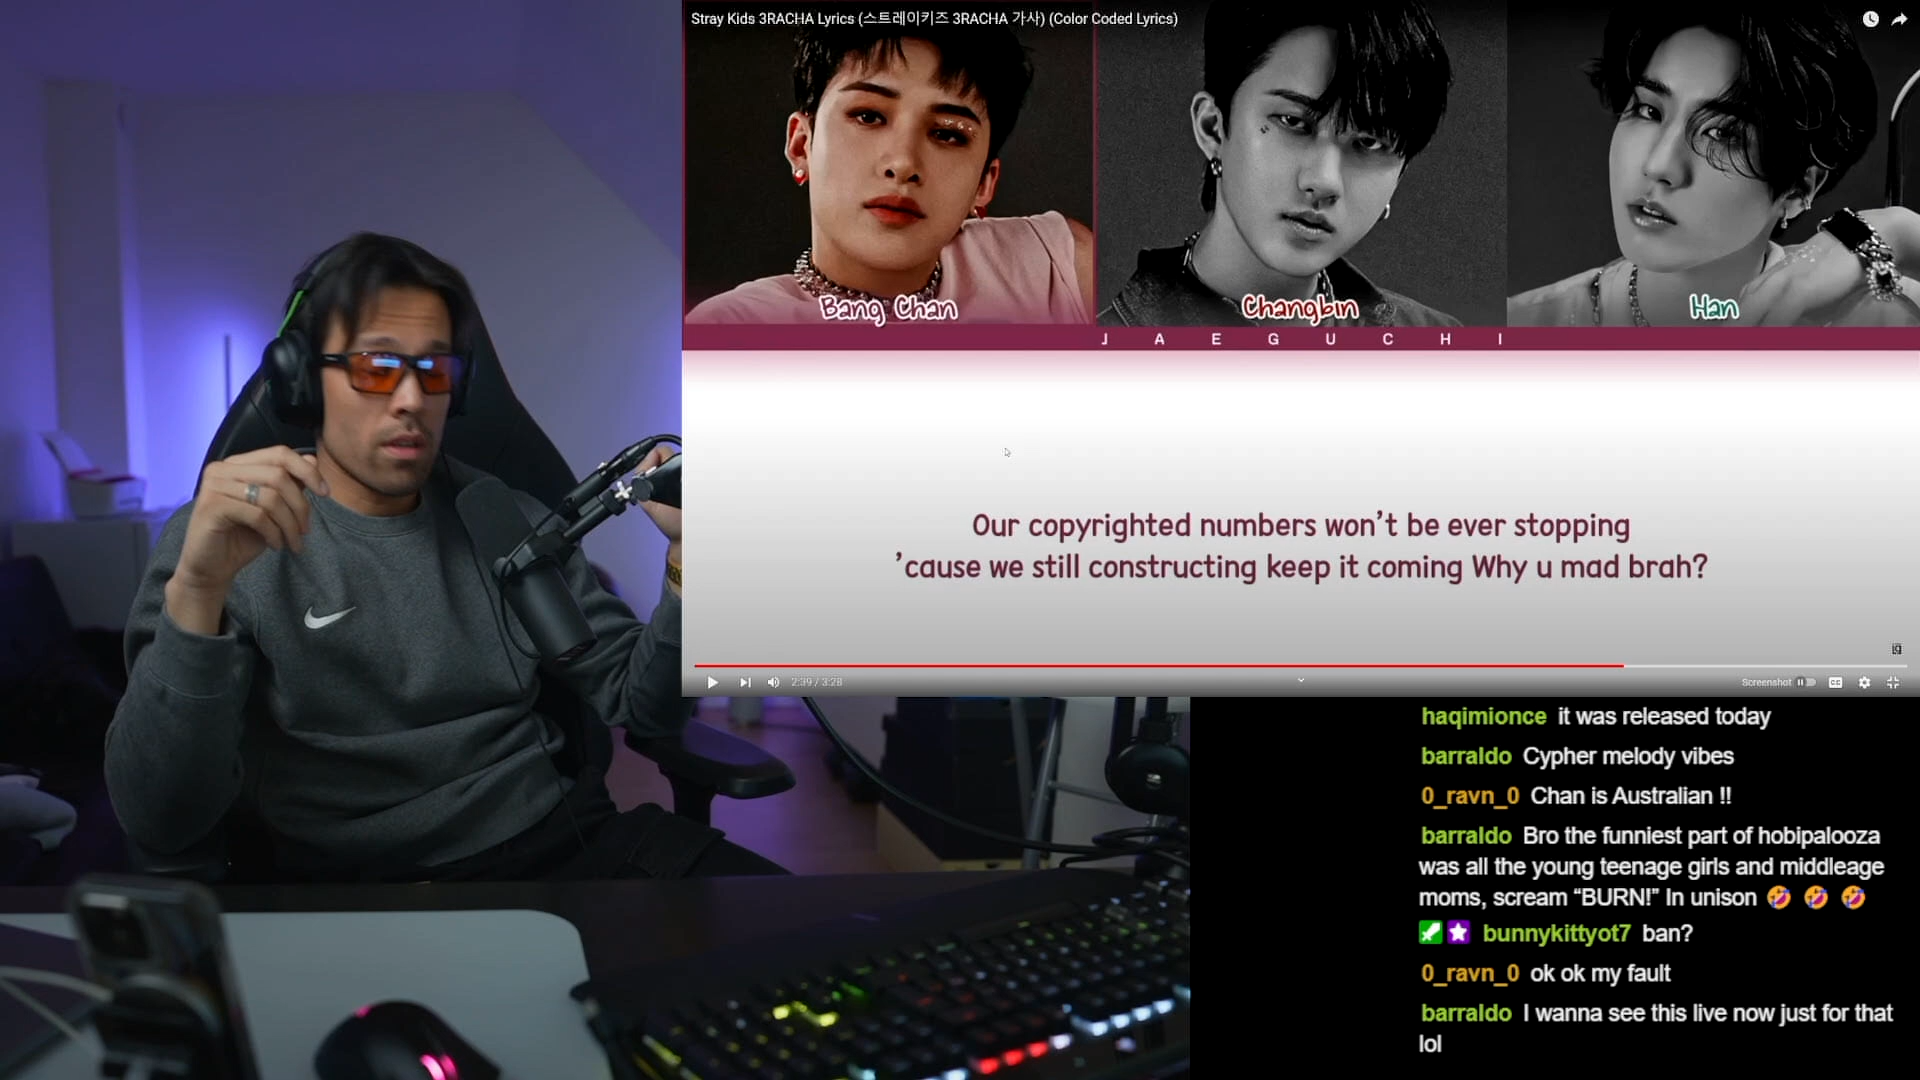 Stray Kids 3RACHA Lyrics (스트레이키즈 3RACHA 가사) (Color Coded Lyrics)
Bang Chan
Changbin
Han
J A E G U C H I
Our copyrighted numbers won't be ever stopping
'cause we still constructing keep it coming Why u mad brah?
2:39 / 3:28
Screenshot
haqimionce it was released today
barraldo Cypher melody vibes
0_ravn_0 Chan is Australian !!
barraldo Bro the funniest part of hobipalooza
was all the young teenage girls and middleage
moms, scream “BURN!” In unison 🤣 🤣 🤣
bunnykittyot7 ban?
0_ravn_0 ok ok my fault
barraldo I wanna see this live now just for that
lol